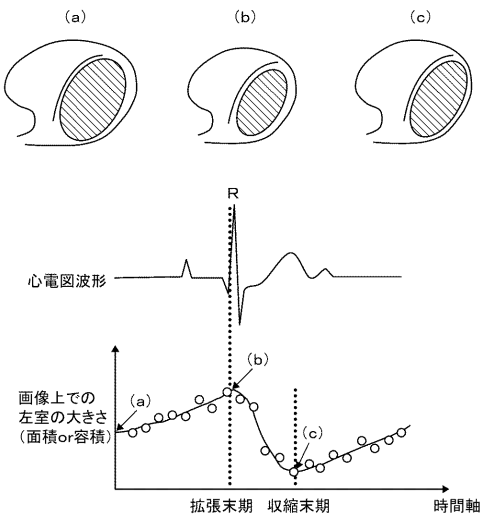 (a)
(b)
(c)
R
心電図波形
画像上での
左室の大きさ
(面積or容積)
(a)
(b)
(c)
拡張末期
収縮末期
時間軸